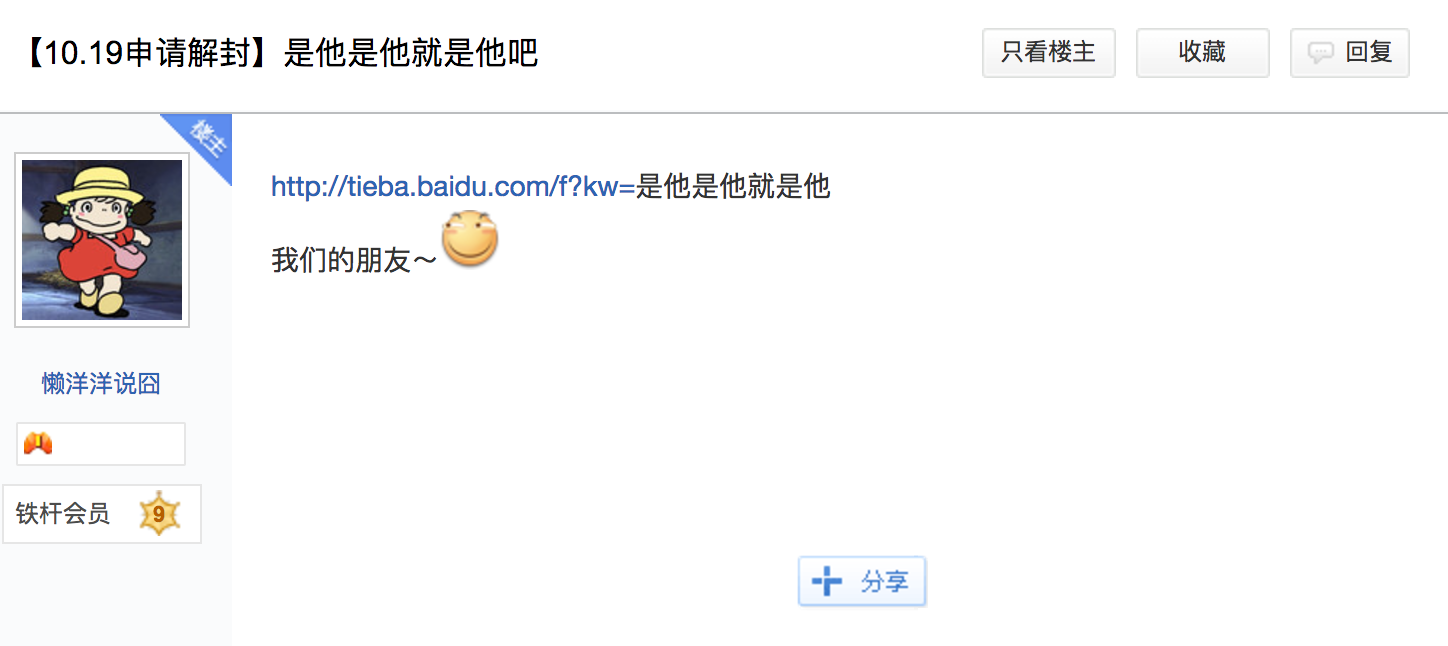 【10.19申请解封】是他是他就是他吧
只看楼主
收藏
回复
楼主
http://tieba.baidu.com/f?kw=是他是他就是他
我们的朋友～
懒洋洋说囧
铁杆会员 9
分享